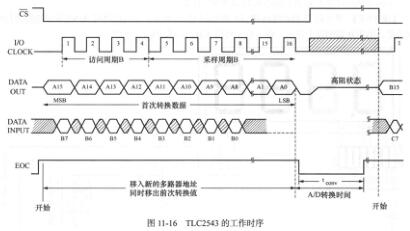 CS
I/O
CLOCK
1 2 3 4 5 6 7 8 15 16 1
访问周期B 采样周期B
DATA
OUT
A15 A14 A13 A12 A11 A10 A9 A8 A1 A0 高阻状态 B15
MSB 首次转换数据 LSB
DATA
INPUT
B7 B6 B5 B4 B3 B2 B1 B0 C7
EOC
移入新的多路器地址
同时移出前次转换值
tconv
A/D转换时间
开始 开始
图 11-16 TLC2543 的工作时序